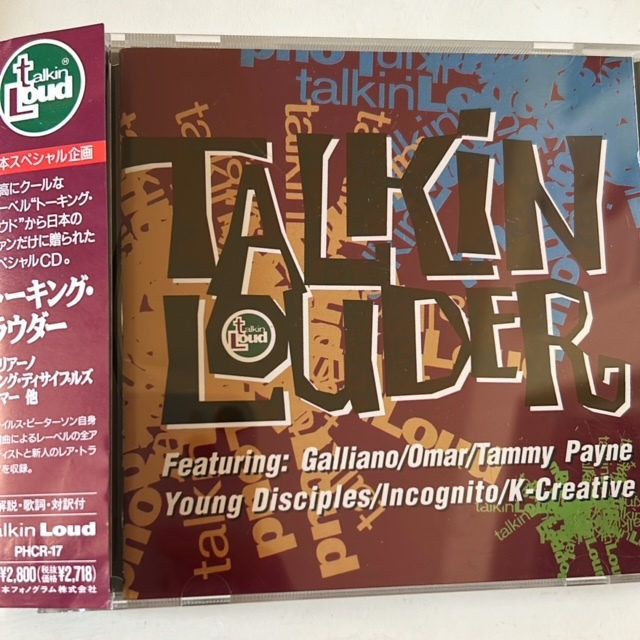 talkin
Loud
®
本スペシャル企画
高にクールな
ーベル“トーキング・
ウド”から日本の
ァンだけに贈られた
ペシャルCD。
ーキング・
ラウダー
リアーノ
ング・ディサイプルズ
マー 他
イルス・ピーターソン自身
曲によるレーベルの全ア
ィストと新人のレア・トラ
を収録。
解説・歌詞・対訳付
alkin Loud
PHCR-17
¥2,800(税抜価格¥2,718)
本フォノグラム株式会社
talkinLoud
TALKiN
LOUDER
talkin
Loud
Featuring: Galliano/Omar/Tammy Payne
Young Disciples/Incognito/K-Creative